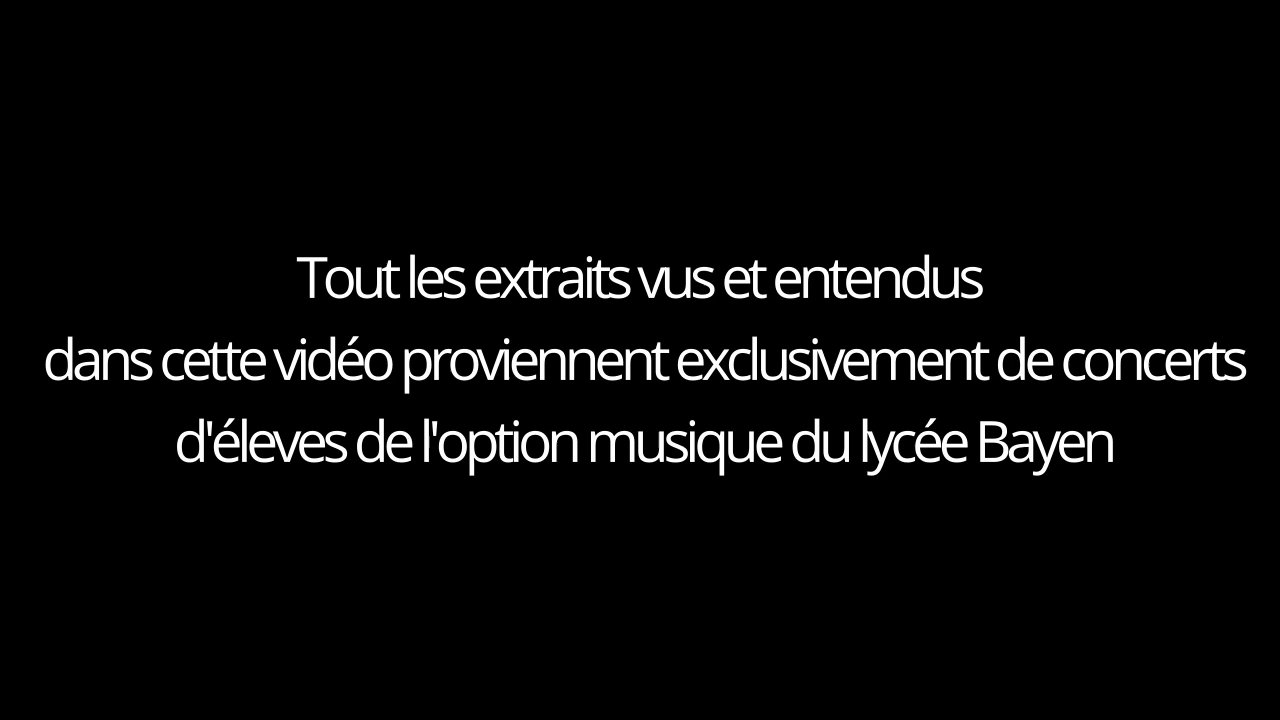 Tout les extraits vus et entendus
dans cette vidéo proviennent exclusivement de concerts
d'éleves de l'option musique du lycée Bayen